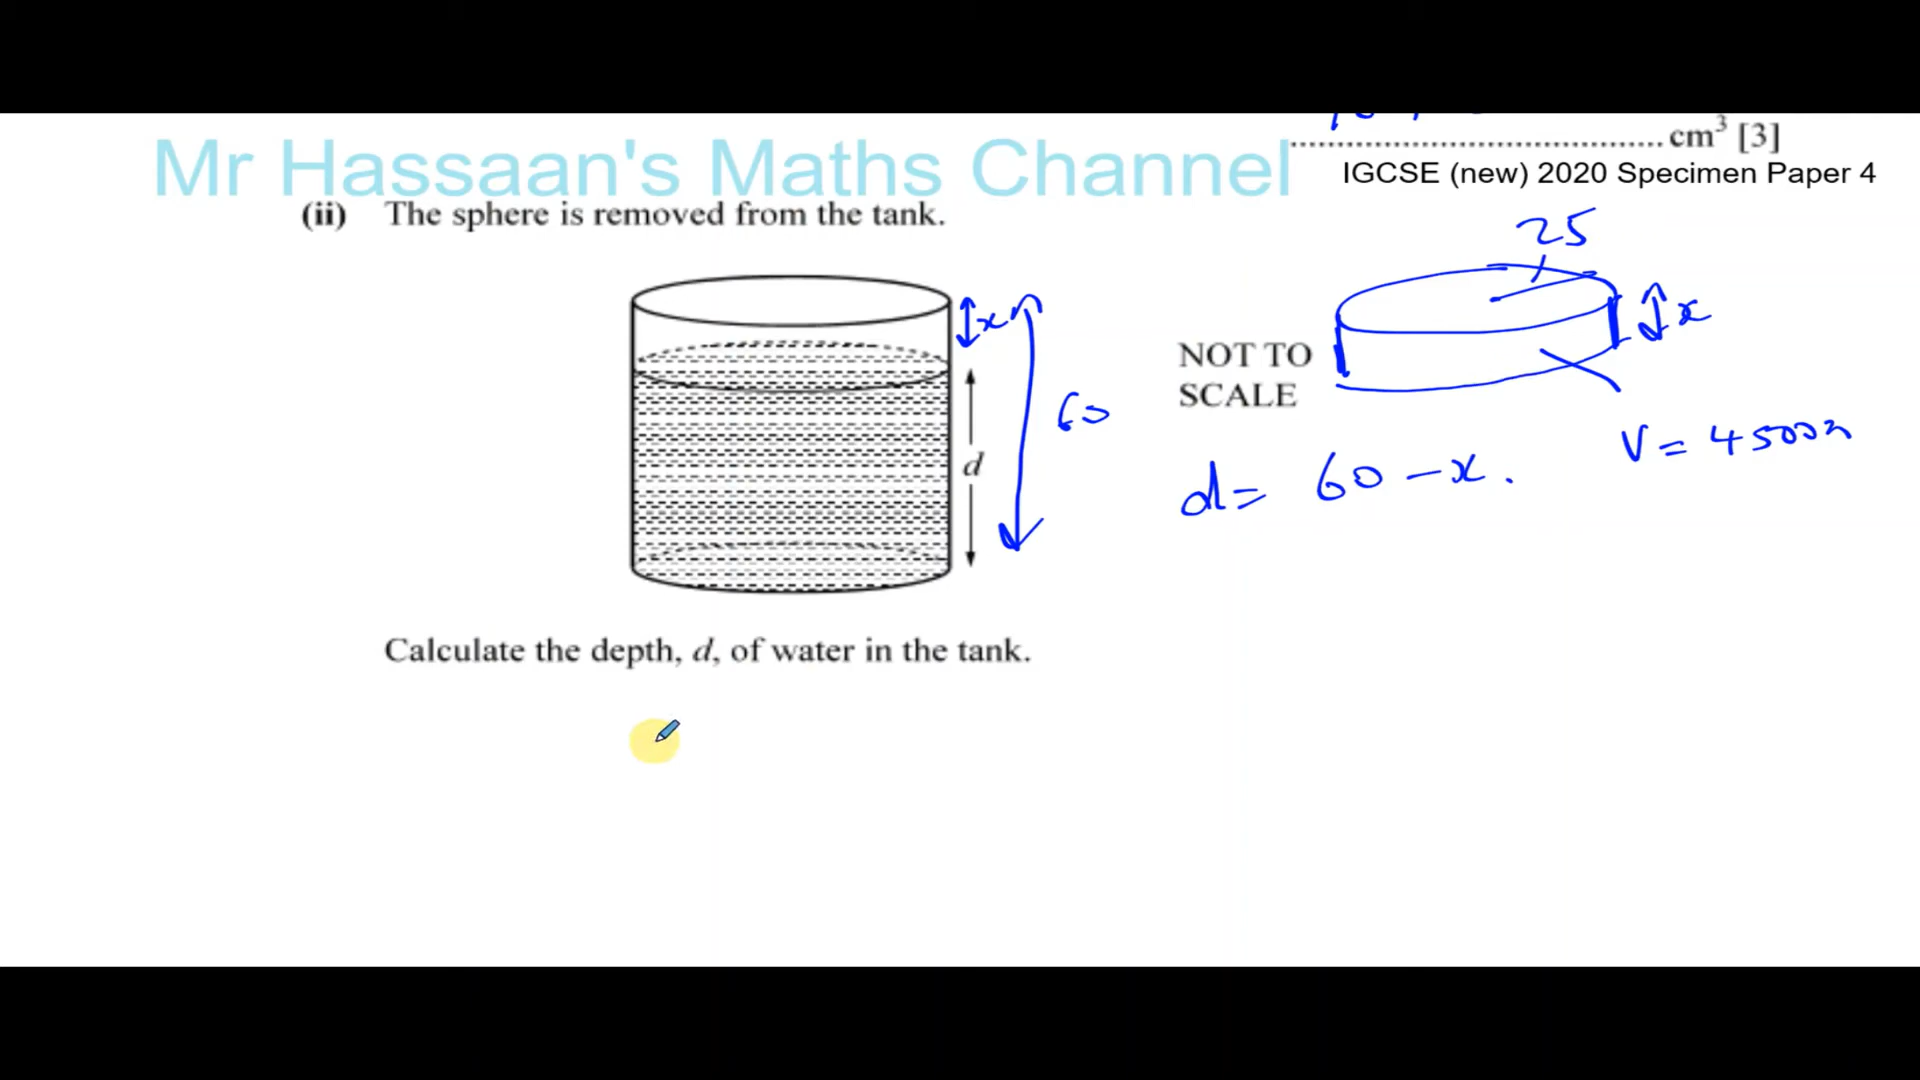 cm³ [3]
Mr Hassaan's Maths Channel
IGCSE (new) 2020 Specimen Paper 4
(ii) The sphere is removed from the tank.
25
x
x
NOT TO
SCALE
60
d
V = 4500π
d = 60 - x.
Calculate the depth, d, of water in the tank.